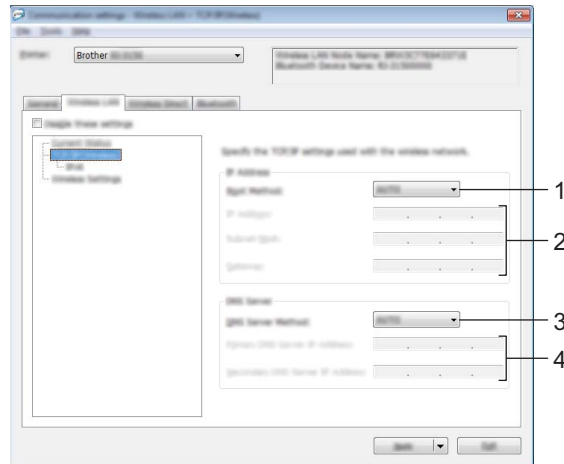 Communication settings - Wireless LAN - TCP/IP(Wireless)
File Tools Help
Printer:
Brother
Wireless LAN Node Name:
Bluetooth Device Name:
General Wireless LAN Wireless Direct Bluetooth
Disable these settings
Current Status
TCP/IP(Wireless)
IPv6
Wireless Settings
Specify the TCP/IP settings used with the wireless network.
IP Address
Boot Method: AUTO 1
IP Address:
2
Subnet Mask:
Gateway:
DNS Server
DNS Server Method: AUTO 3
Primary DNS Server IP Address:
4
Secondary DNS Server IP Address:
Exit